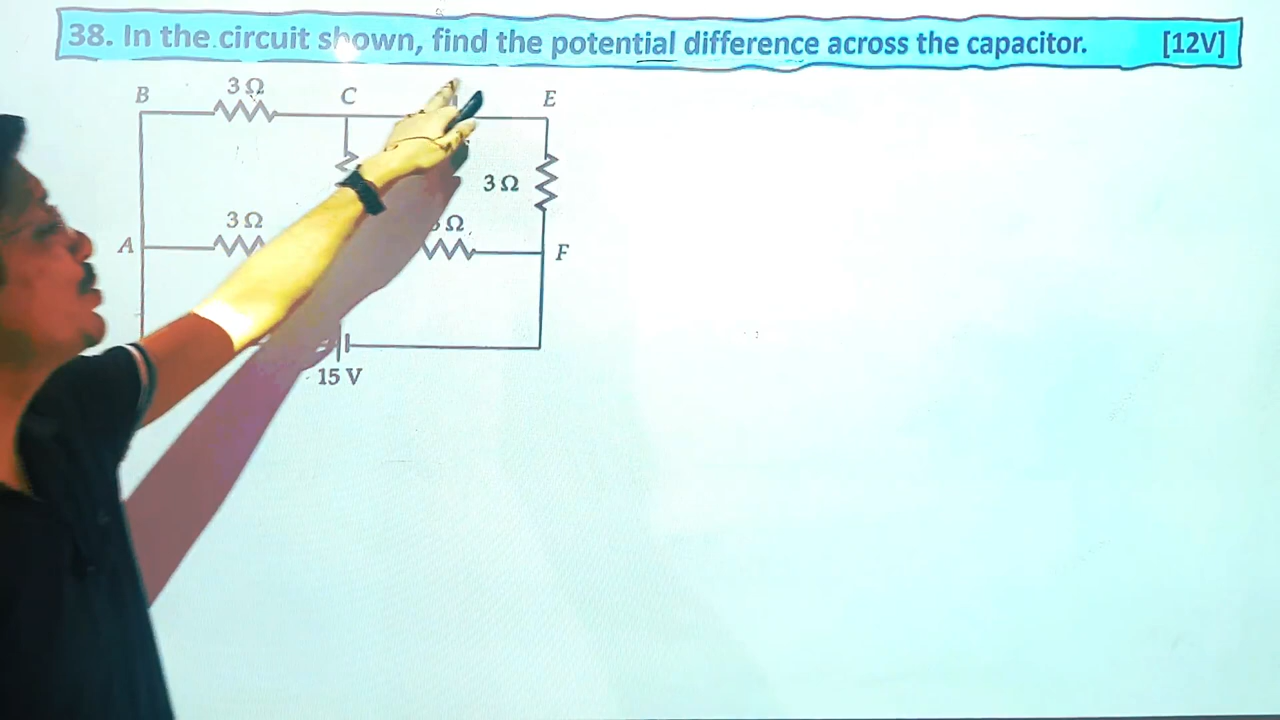 38. In the circuit shown, find the potential difference across the capacitor. [12V]
B 3 Ω C E
3 Ω
3 Ω Ω
A F
15 V